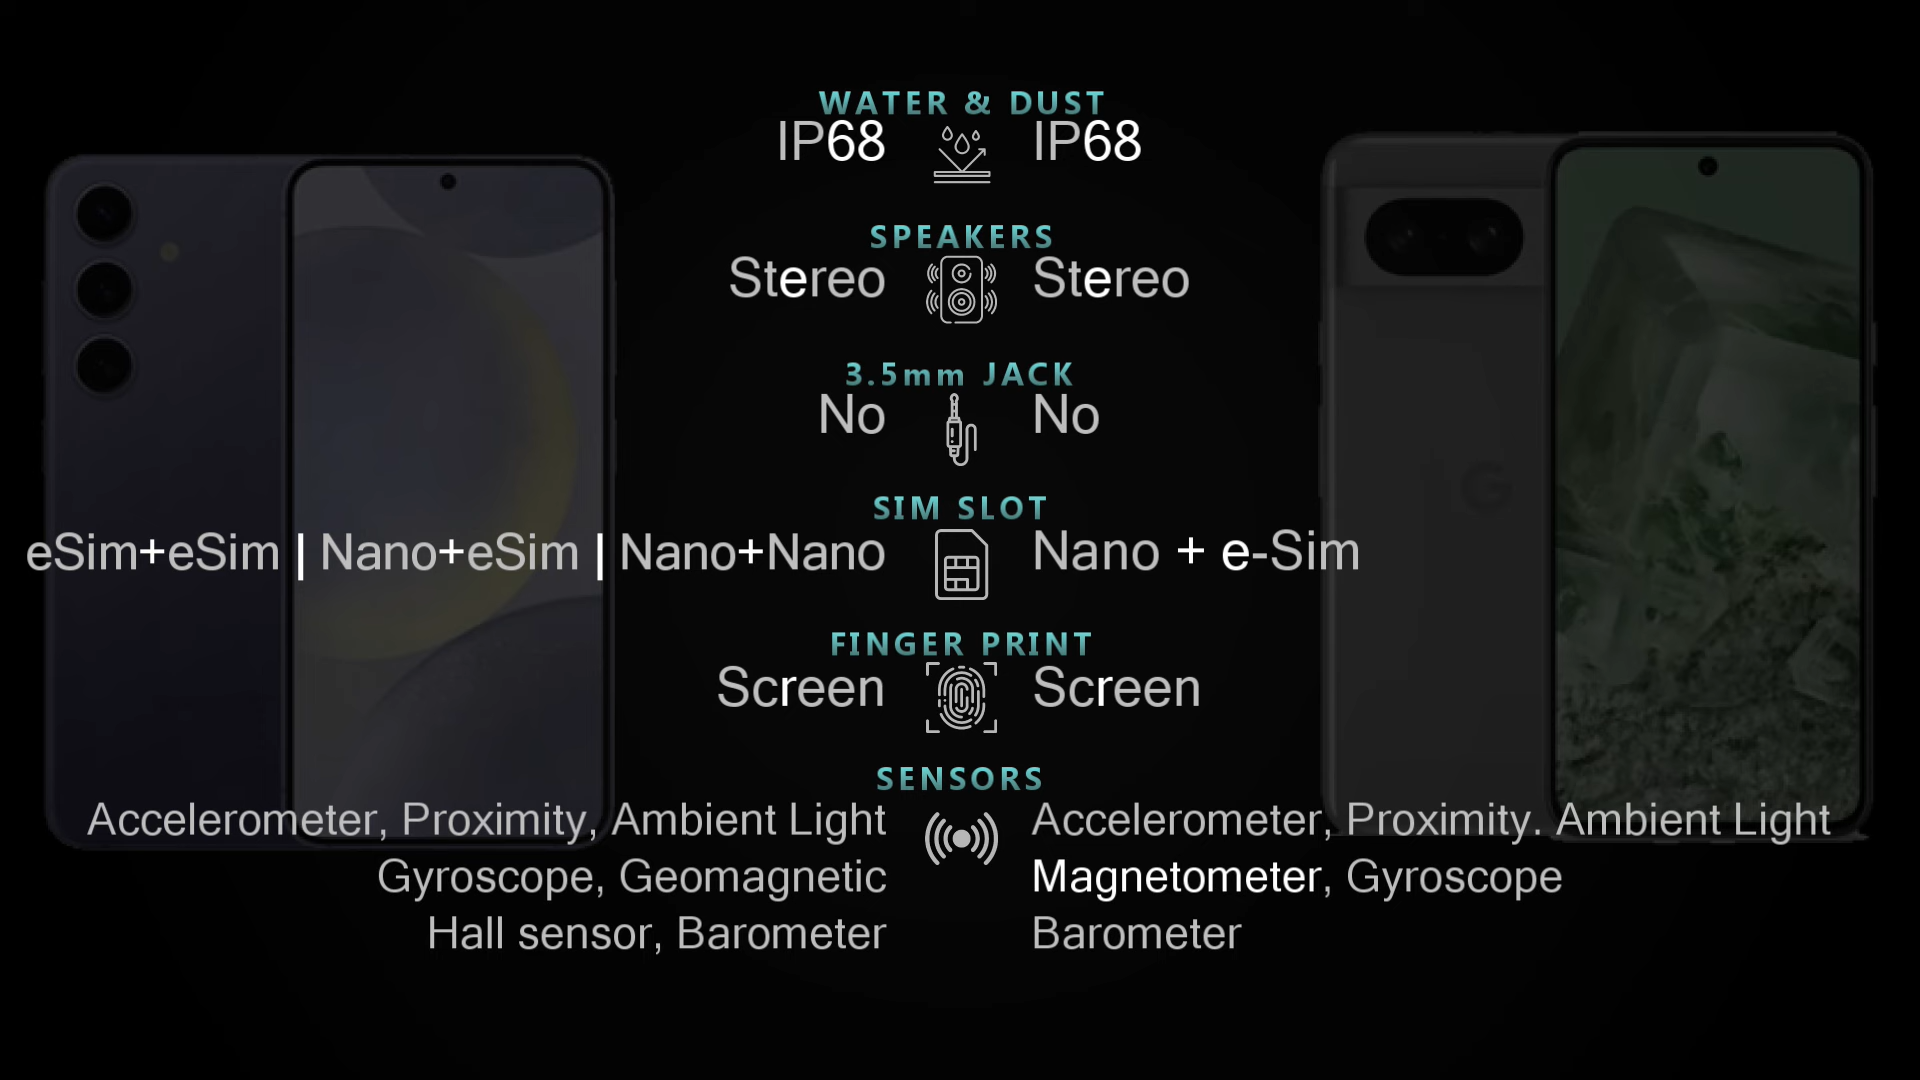 WATER & DUST
IP68 IP68
SPEAKERS
Stereo Stereo
3.5mm JACK
No No
SIM SLOT
eSim+eSim | Nano+eSim | Nano+Nano Nano + e-Sim
FINGER PRINT
Screen Screen
SENSORS
Accelerometer, Proximity, Ambient Light Accelerometer, Proximity. Ambient Light
Gyroscope, Geomagnetic Magnetometer, Gyroscope
Hall sensor, Barometer Barometer
G